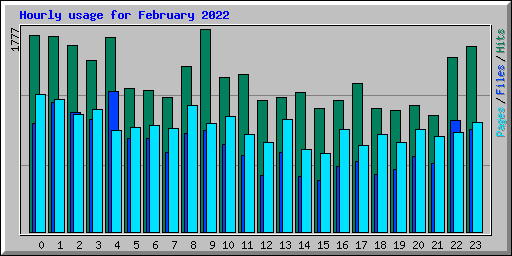 Hourly usage for February 2022
1777
Pages/Files/Hits
0 1 2 3 4 5 6 7 8 9 10 11 12 13 14 15 16 17 18 19 20 21 22 23